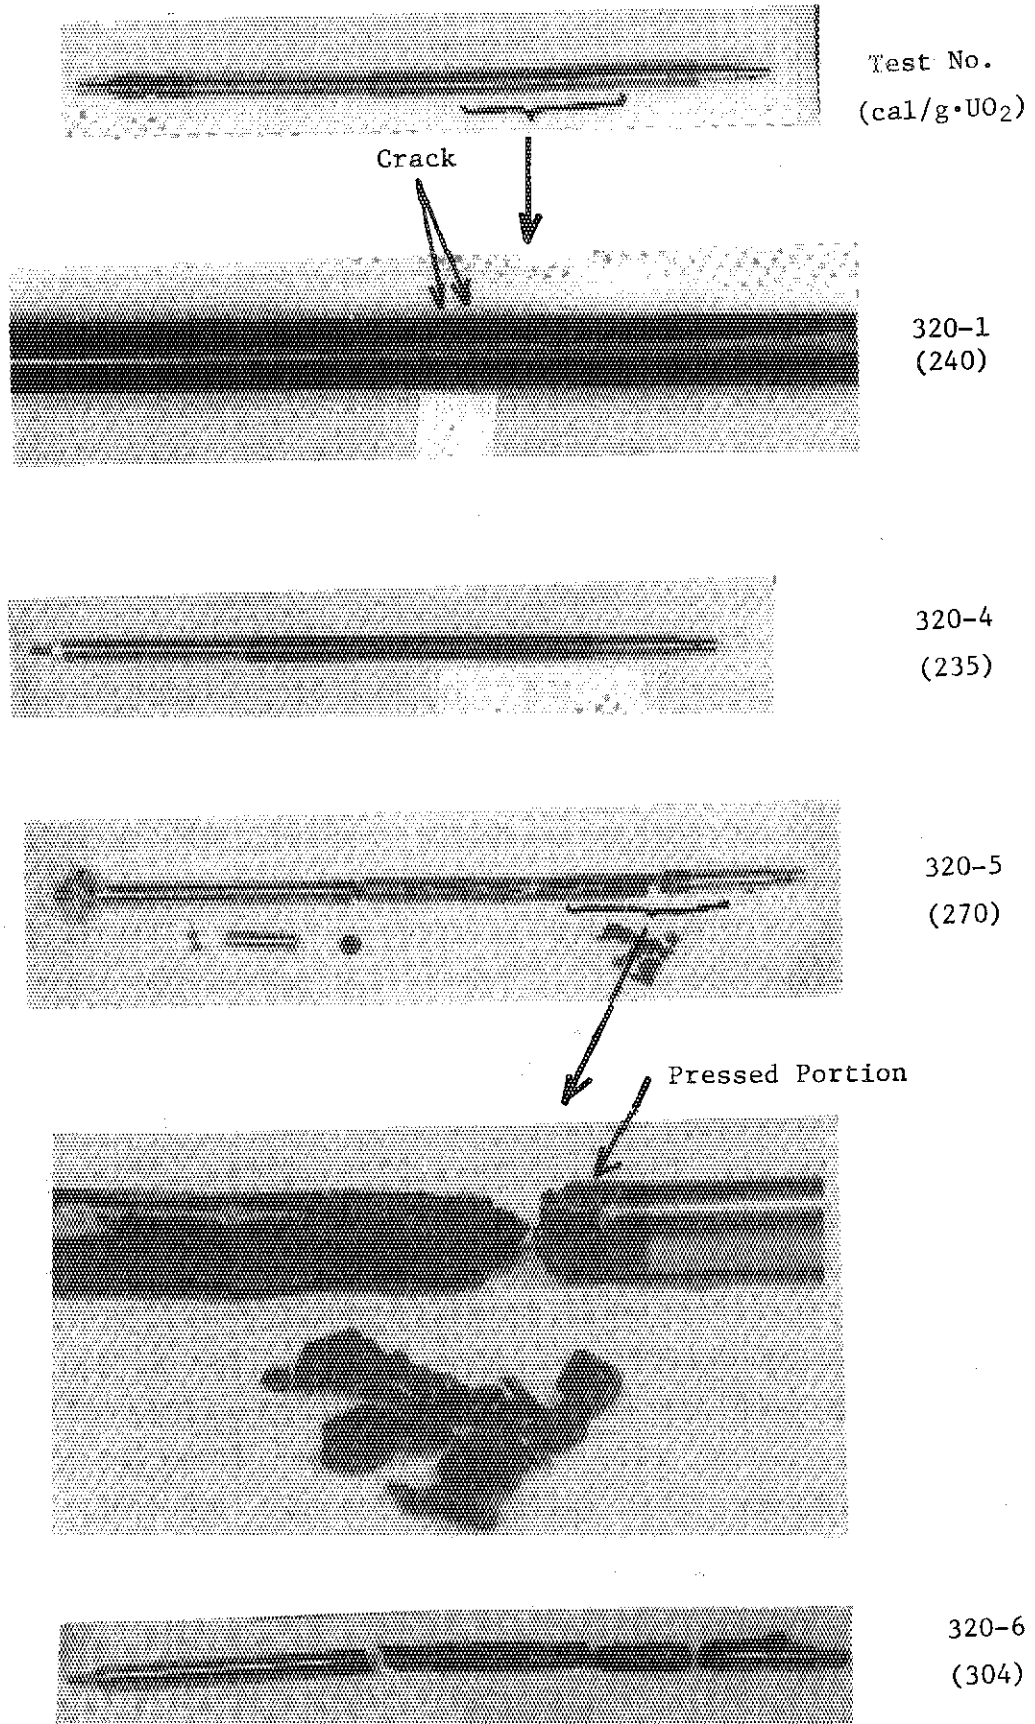 Test No.
(cal/g·UO2)
Crack
320-1
(240)
320-4
(235)
320-5
(270)
Pressed Portion
320-6
(304)